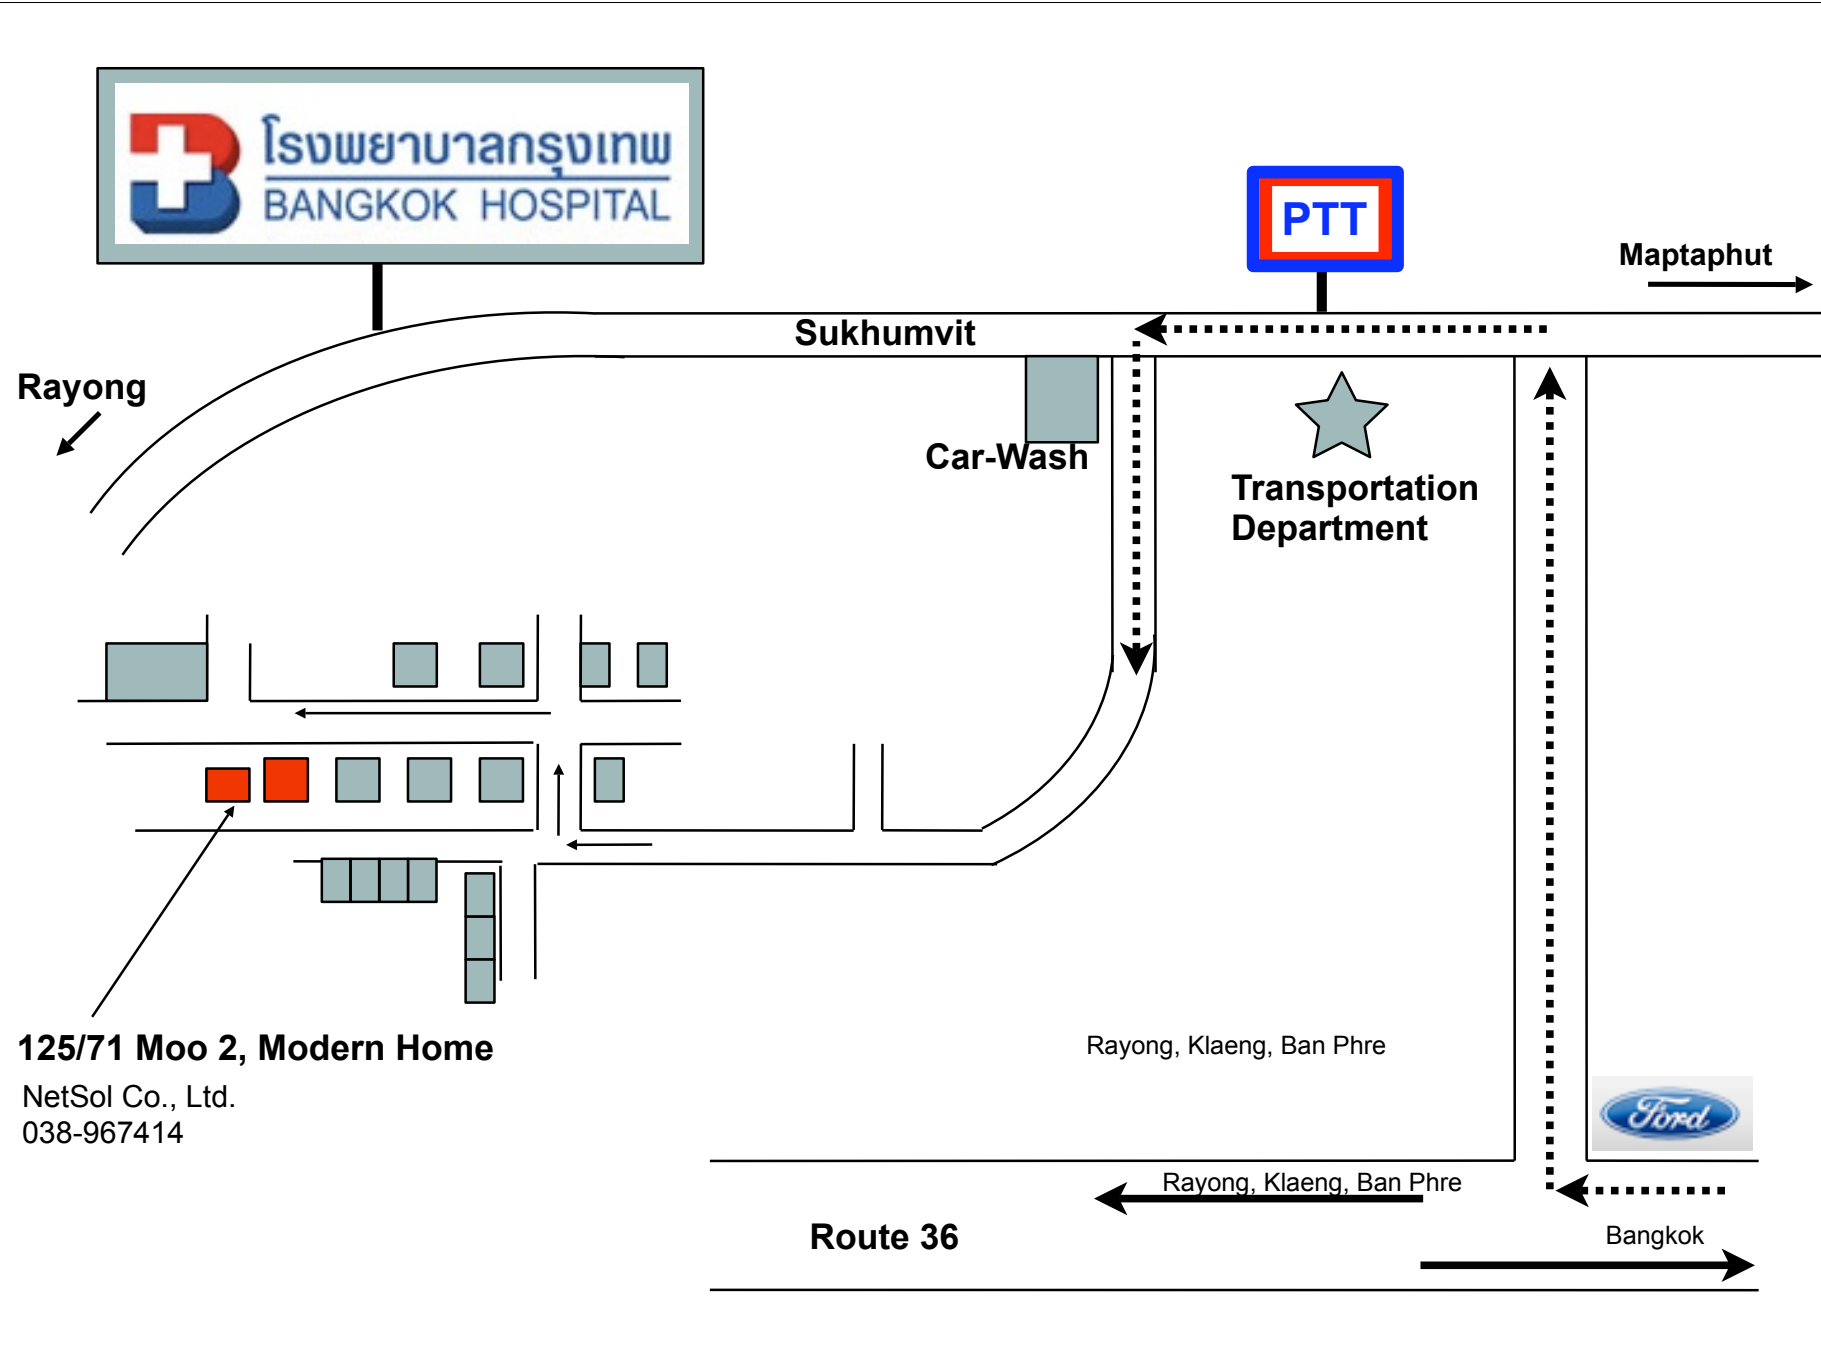 โรงพยาบาลกรุงเทพ
BANGKOK HOSPITAL
PTT
Maptaphut
Sukhumvit
Rayong
Car-Wash
Transportation
Department
125/71 Moo 2, Modern Home
NetSol Co., Ltd.
038-967414
Rayong, Klaeng, Ban Phre
Ford
Rayong, Klaeng, Ban Phre
Route 36
Bangkok